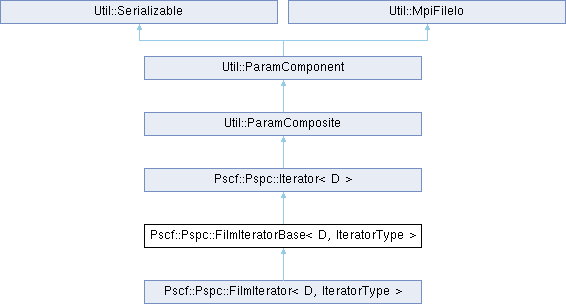 Util::Serializable
Util::MpiFileIo
Util::ParamComponent
Util::ParamComposite
Pscf::Pspc::Iterator< D >
Pscf::Pspc::FilmIteratorBase< D, IteratorType >
Pscf::Pspc::FilmIterator< D, IteratorType >